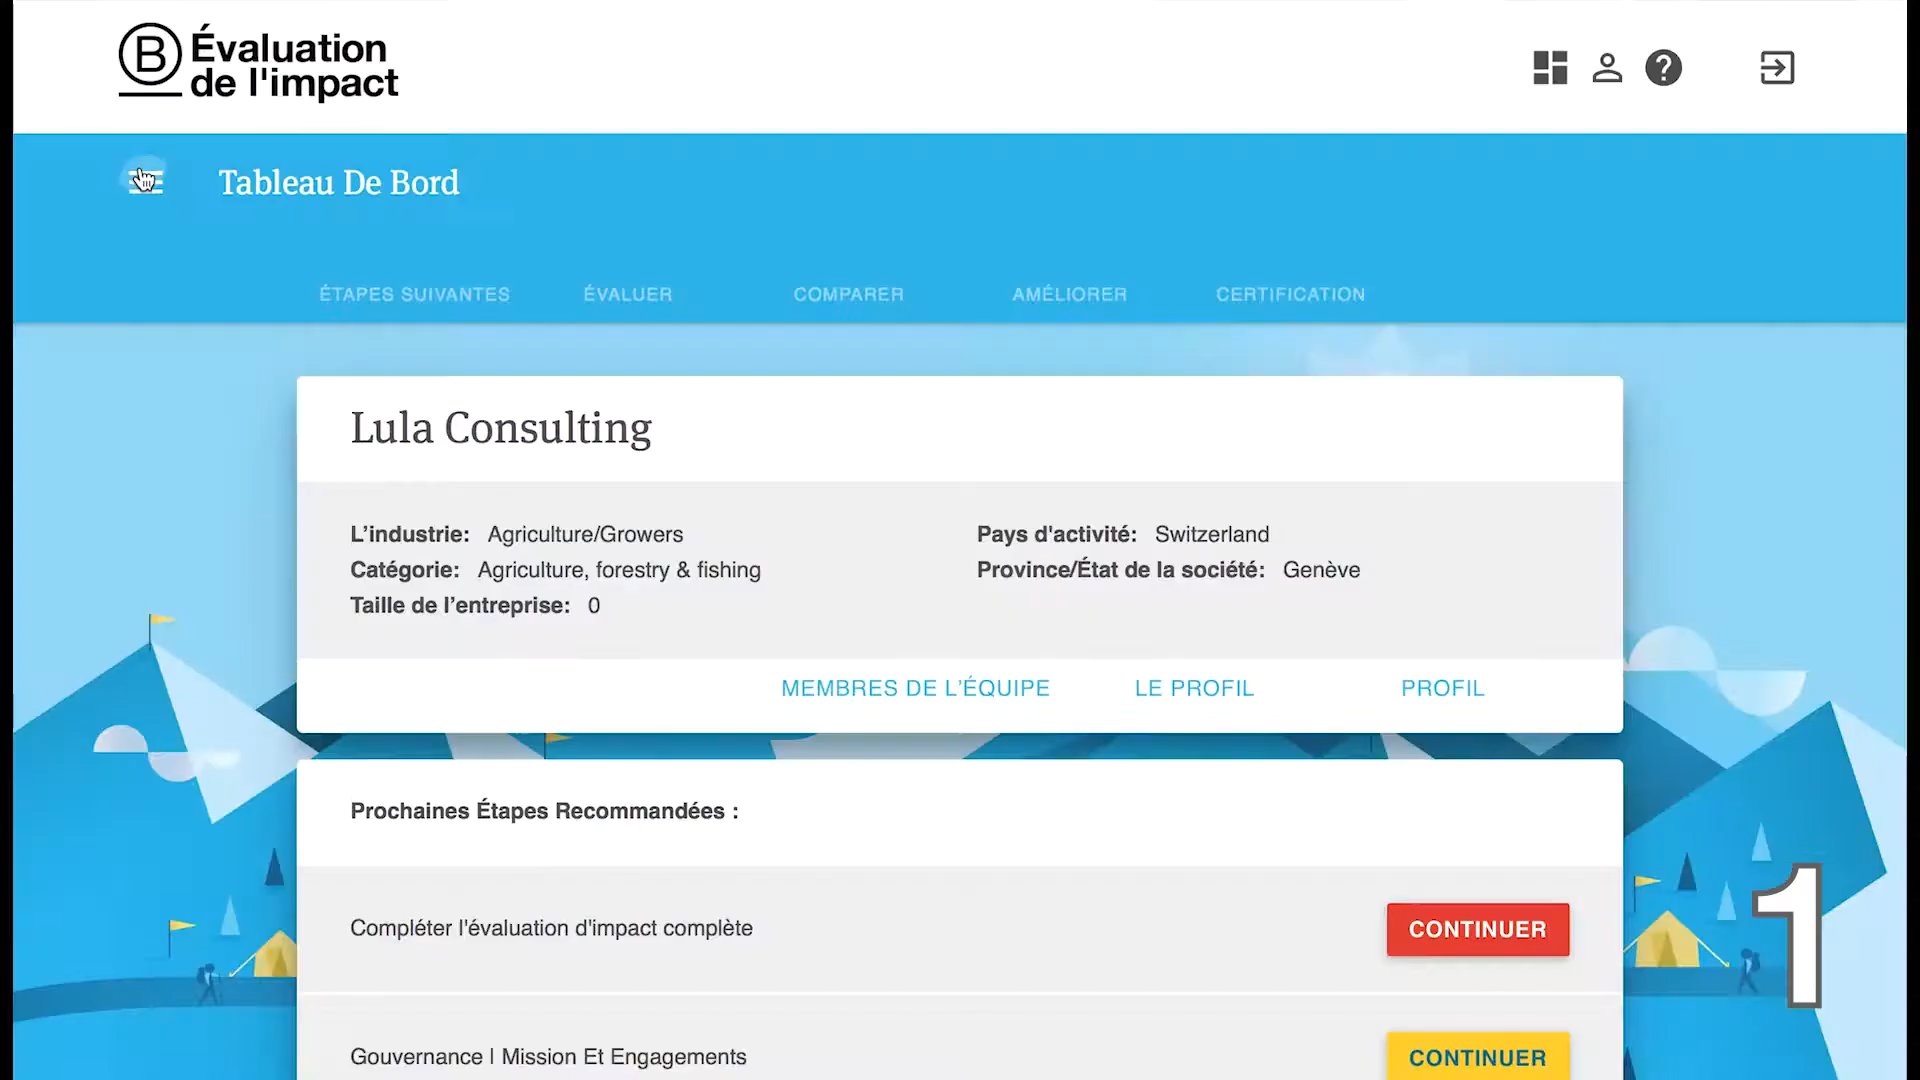 B Évaluation
de l'impact
?
Tableau De Bord
ÉTAPES SUIVANTES ÉVALUER COMPARER AMÉLIORER CERTIFICATION
Lula Consulting
L’industrie: Agriculture/Growers
Catégorie: Agriculture, forestry & fishing
Taille de l’entreprise: 0
Pays d'activité: Switzerland
Province/État de la société: Genève
MEMBRES DE L’ÉQUIPE LE PROFIL PROFIL
Prochaines Étapes Recommandées :
Compléter l'évaluation d'impact complète CONTINUER
Gouvernance | Mission Et Engagements CONTINUER
1